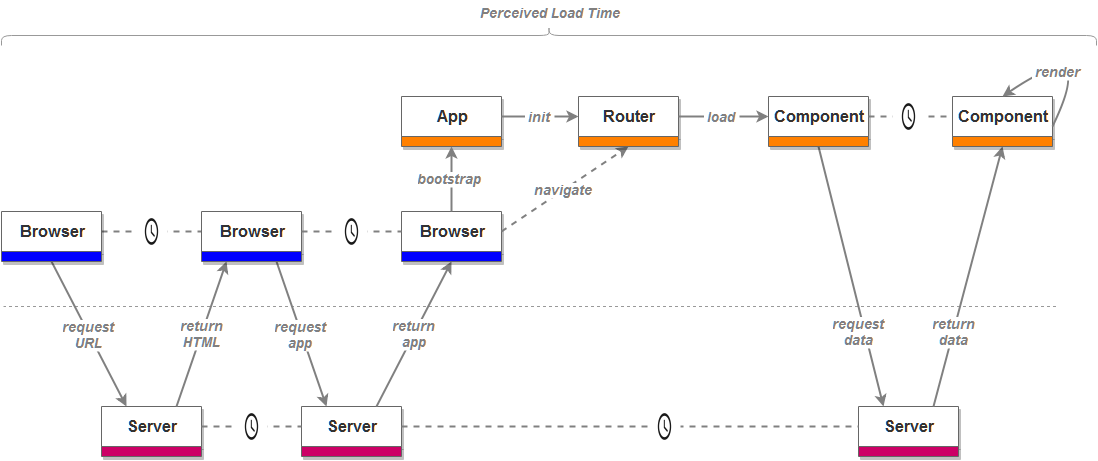 Perceived Load Time
render
App
init
Router
load
Component
Component
bootstrap
navigate
Browser
Browser
Browser
request
URL
return
HTML
request
app
return
app
request
data
return
data
Server
Server
Server